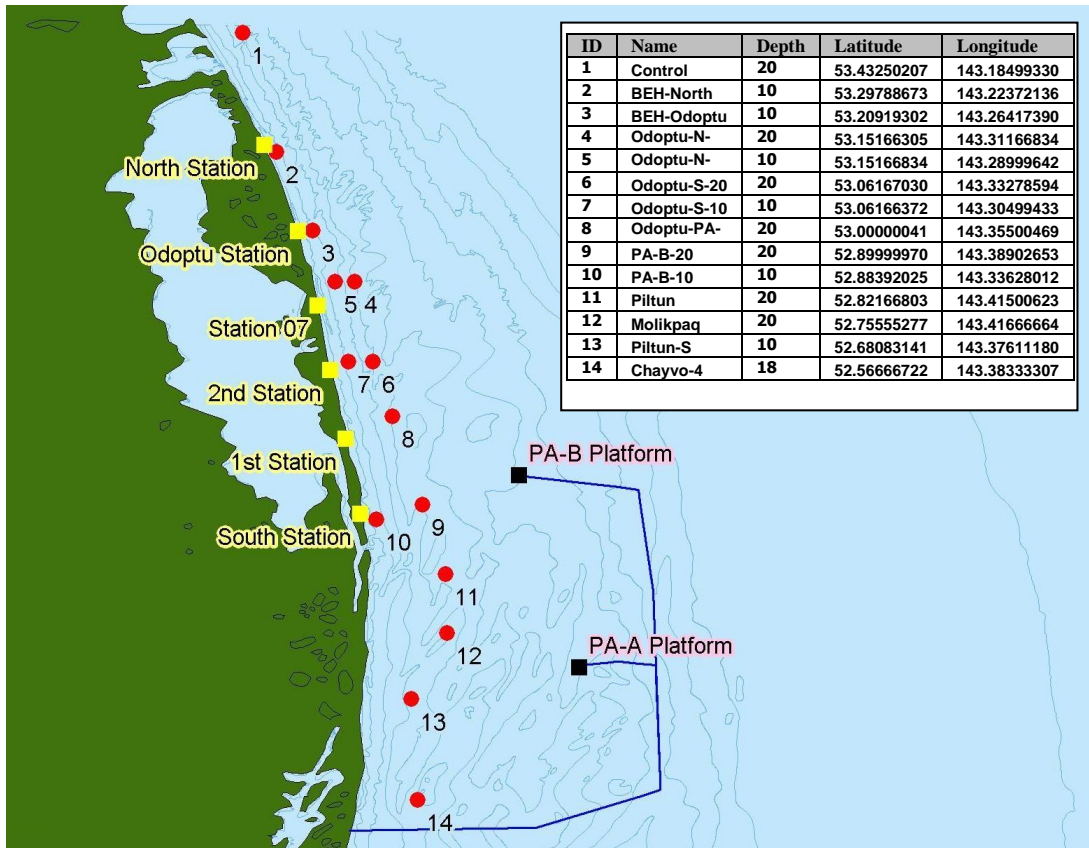 ID Name Depth Latitude Longitude
1 Control 20 53.43250207 143.18499330
2 BEH-North 10 53.29788673 143.22372136
3 BEH-Odoptu 10 53.20919302 143.26417390
4 Odoptu-N- 20 53.15166305 143.31166834
5 Odoptu-N- 10 53.15166834 143.28999642
6 Odoptu-S-20 20 53.06167030 143.33278594
7 Odoptu-S-10 10 53.06166372 143.30499433
8 Odoptu-PA- 20 53.00000041 143.35500469
9 PA-B-20 20 52.89999970 143.38902653
10 PA-B-10 10 52.88392025 143.33628012
11 Piltun 20 52.82166803 143.41500623
12 Molikpaq 20 52.75555277 143.41666664
13 Piltun-S 10 52.68083141 143.37611180
14 Chayvo-4 18 52.56666722 143.38333307
1
North Station
2
Odoptu Station
3
5 4
Station 07
7 6
2nd Station
8
1st Station
PA-B Platform
9
South Station
10
11
12
PA-A Platform
13
14